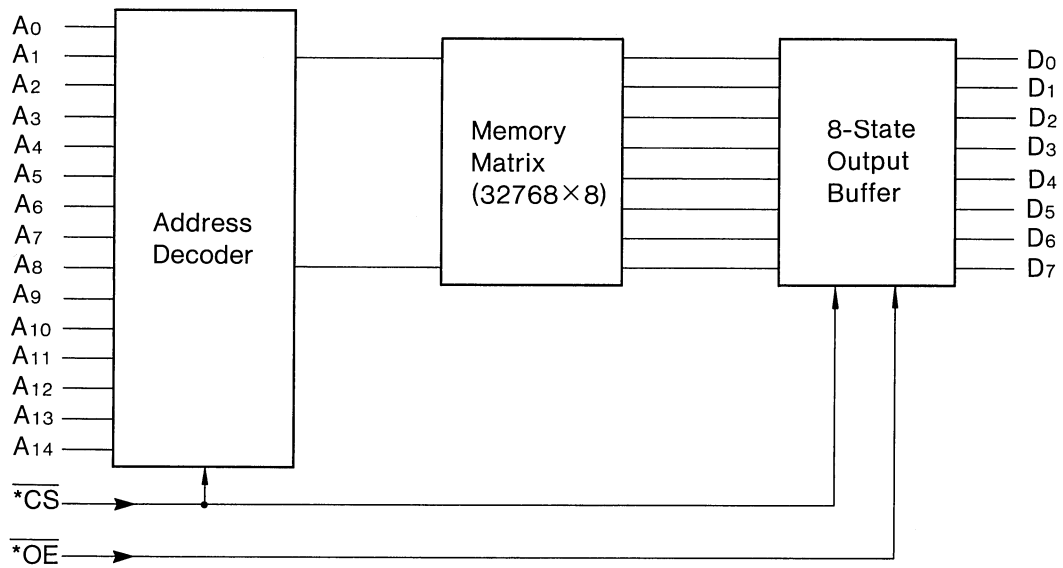 A0
A1
A2
A3
A4
A5
A6
A7
A8
A9
A10
A11
A12
A13
A14
*CS
*OE
Address
Decoder
Memory
Matrix
(32768×8)
8-State
Output
Buffer
D0
D1
D2
D3
D4
D5
D6
D7